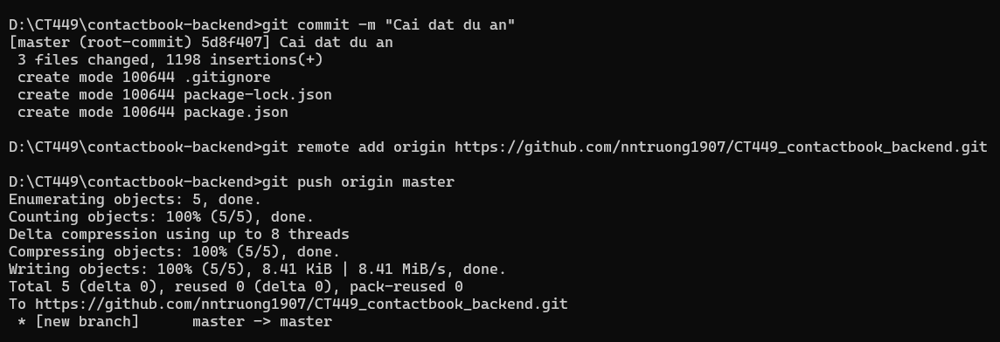 D:\CT449\contactbook-backend>git commit -m "Cai dat du an"
[master (root-commit) 5d8f407] Cai dat du an
 3 files changed, 1198 insertions(+)
 create mode 100644 .gitignore
 create mode 100644 package-lock.json
 create mode 100644 package.json

D:\CT449\contactbook-backend>git remote add origin https://github.com/nntruong1907/CT449_contactbook_backend.git

D:\CT449\contactbook-backend>git push origin master
Enumerating objects: 5, done.
Counting objects: 100% (5/5), done.
Delta compression using up to 8 threads
Compressing objects: 100% (5/5), done.
Writing objects: 100% (5/5), 8.41 KiB | 8.41 MiB/s, done.
Total 5 (delta 0), reused 0 (delta 0), pack-reused 0
To https://github.com/nntruong1907/CT449_contactbook_backend.git
 * [new branch]      master -> master